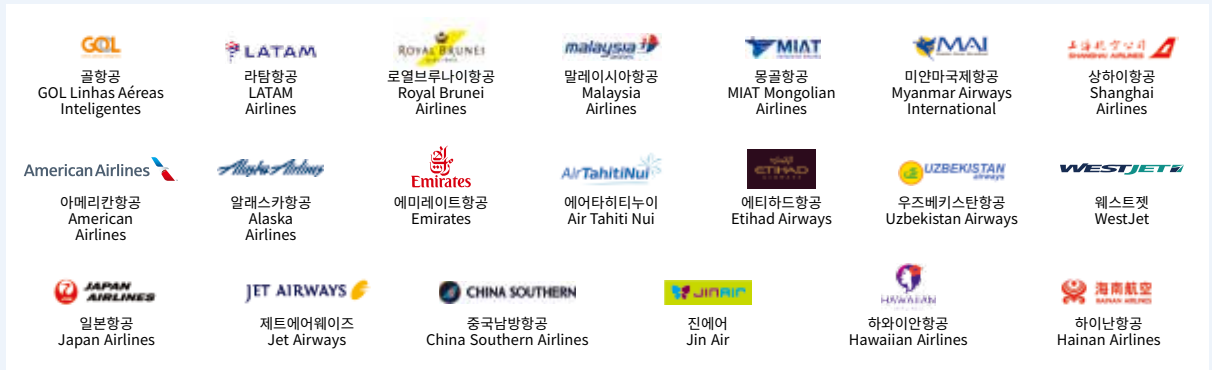 GOL
LATAM
ROYAL BRUNEI
malaysia
airlines
MIAT
MAI
上海航空公司
SHANGHAI AIRLINES
골항공
GOL Linhas Aéreas
Inteligentes
라탐항공
LATAM
Airlines
로열브루나이항공
Royal Brunei
Airlines
말레이시아항공
Malaysia
Airlines
몽골항공
MIAT Mongolian
Airlines
미얀마국제항공
Myanmar Airways
International
상하이항공
Shanghai
Airlines
American Airlines
Alaska Airlines
Emirates
AirTahitiNui
ETIHAD
AIRWAYS
UZBEKISTAN
airways
WESTJET
아메리칸항공
American
Airlines
알래스카항공
Alaska
Airlines
에미레이트항공
Emirates
에어타히티누이
Air Tahiti Nui
에티하드항공
Etihad Airways
우즈베키스탄항공
Uzbekistan Airways
웨스트젯
WestJet
JAPAN
AIRLINES
JET AIRWAYS
CHINA SOUTHERN
JINAIR
HAWAIIAN
海南航空
HAINAN AIRLINES
일본항공
Japan Airlines
제트에어웨이즈
Jet Airways
중국남방항공
China Southern Airlines
진에어
Jin Air
하와이안항공
Hawaiian Airlines
하이난항공
Hainan Airlines